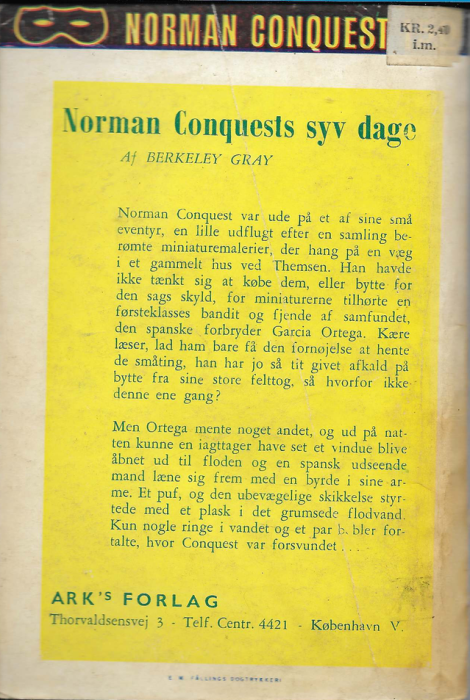 NORMAN CONQUEST
KR. 2,40
i.m.
Norman Conquests syv dage
Af BERKELEY GRAY
Norman Conquest var ude på et af sine små
eventyr, en lille udflugt efter en samling be-
rømte miniaturemalerier, der hang på en væg
i et gammelt hus ved Themsen. Han havde
ikke tænkt sig at købe dem, eller bytte for
den sags skyld, for miniaturerne tilhørte en
førsteklasses bandit og fjende af samfundet,
den spanske forbryder Garcia Ortega. Kære
læser, lad ham bare få den fornøjelse at hente
de småting, han har jo så tit givet afkald på
bytte fra sine store felttog, så hvorfor ikke
denne ene gang?
Men Ortega mente noget andet, og ud på nat-
ten kunne en iagttager have set et vindue blive
åbnet ud til floden og en spansk udseende
mand læne sig frem med en byrde i sine ar-
me. Et puf, og den ubevægelige skikkelse styr-
tede med et plask i det grumsede flodvand.
Kun nogle ringe i vandet og et par bobler for-
talte, hvor Conquest var forsvundet . . .
ARK'S FORLAG
Thorvaldsensvej 3 - Telf. Centr. 4421 - København V.